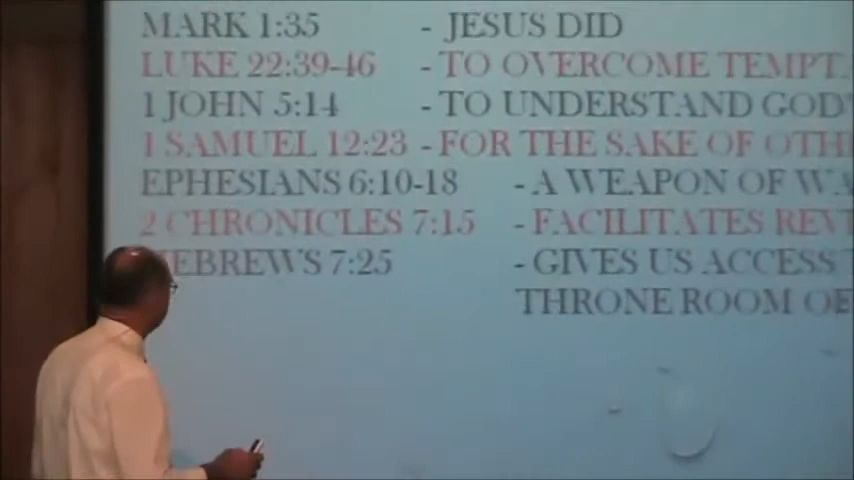 MARK 1:35 - JESUS DID
LUKE 22:39-46 - TO OVERCOME
1 JOHN 5:14 - TO UNDERSTAND
1 SAMUEL 12:23 - FOR THE SAKE OF
EPHESIANS 6:10-18 - A WEAPON OF
2 CHRONICLES 7:15 - FACILITATES
HEBREWS 7:25 - GIVES US ACCESS
THRONE ROOM